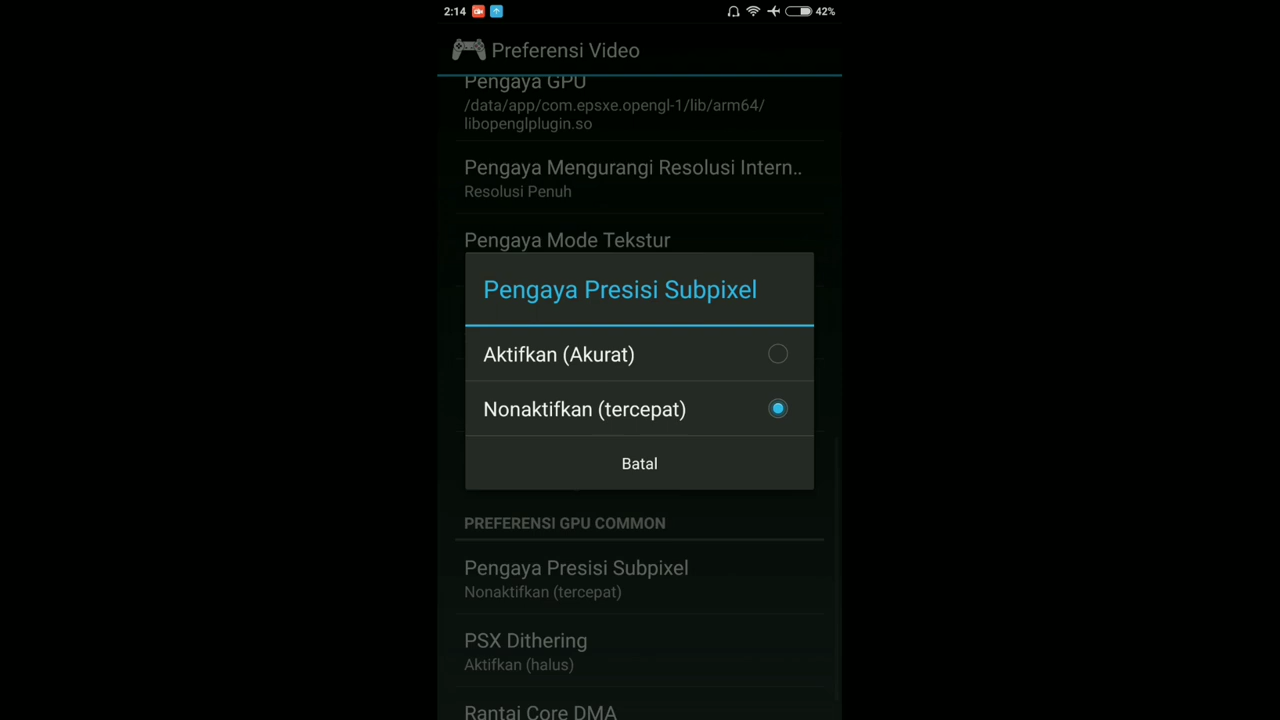 2:14
42%
Preferensi Video
Pengaya GPU
/data/app/com.epsxe.opengl-1/lib/arm64/
libopenglplugin.so
Pengaya Mengurangi Resolusi Intern..
Resolusi Penuh
Pengaya Mode Tekstur
Pengaya Presisi Subpixel
Aktifkan (Akurat)
Nonaktifkan (tercepat)
Batal
PREFERENSI GPU COMMON
Pengaya Presisi Subpixel
Nonaktifkan (tercepat)
PSX Dithering
Aktifkan (halus)
Rantai Core DMA